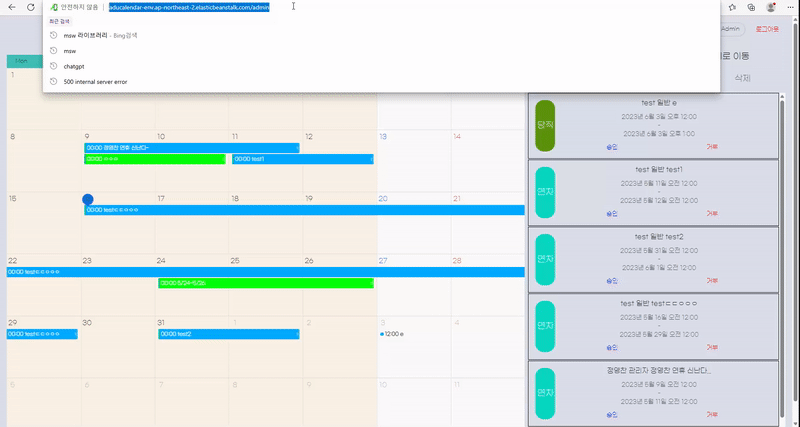 안전하지 않음
aducalendar-env.ap-northeast-2.elasticbeanstalk.com/admin
최근 검색
msw 라이브러리 - Bing검색
msw
chatgpt
500 internal server error
Admin
로그아웃
로 이동
삭제
Mon
1
8
9
10
11
12
13
14
00:00 정영찬 연휴 신난다~
00:00 ㅇㅇㅇ
00:00 test1
15
17
18
19
20
21
00:00 testㄷㄷㅇㅇㅇ
22
23
24
25
26
27
28
00:00 testㄷㄷㅇㅇㅇ
00:00 5/24~5/26
29
30
31
1
2
3
4
00:00 testㄷㄷㅇㅇㅇ
00:00 test2
12:00 e
5
6
7
8
9
10
11
당직
test 일반 e
2023년 6월 3일 오후 12:00
~
2023년 6월 3일 오후 1:00
승인
거부
연차
test 일반 test1
2023년 5월 11일 오전 12:00
~
2023년 5월 12일 오전 12:00
승인
거부
연차
test 일반 test2
2023년 5월 31일 오전 12:00
~
2023년 6월 1일 오전 12:00
승인
거부
연차
test 일반 testㄷㄷㅇㅇㅇ
2023년 5월 16일 오전 12:00
~
2023년 5월 29일 오전 12:00
승인
거부
연차
정영찬 관리자 정영찬 연휴 신난다_
2023년 5월 9일 오전 12:00
~
2023년 5월 11일 오전 12:00
승인
거부